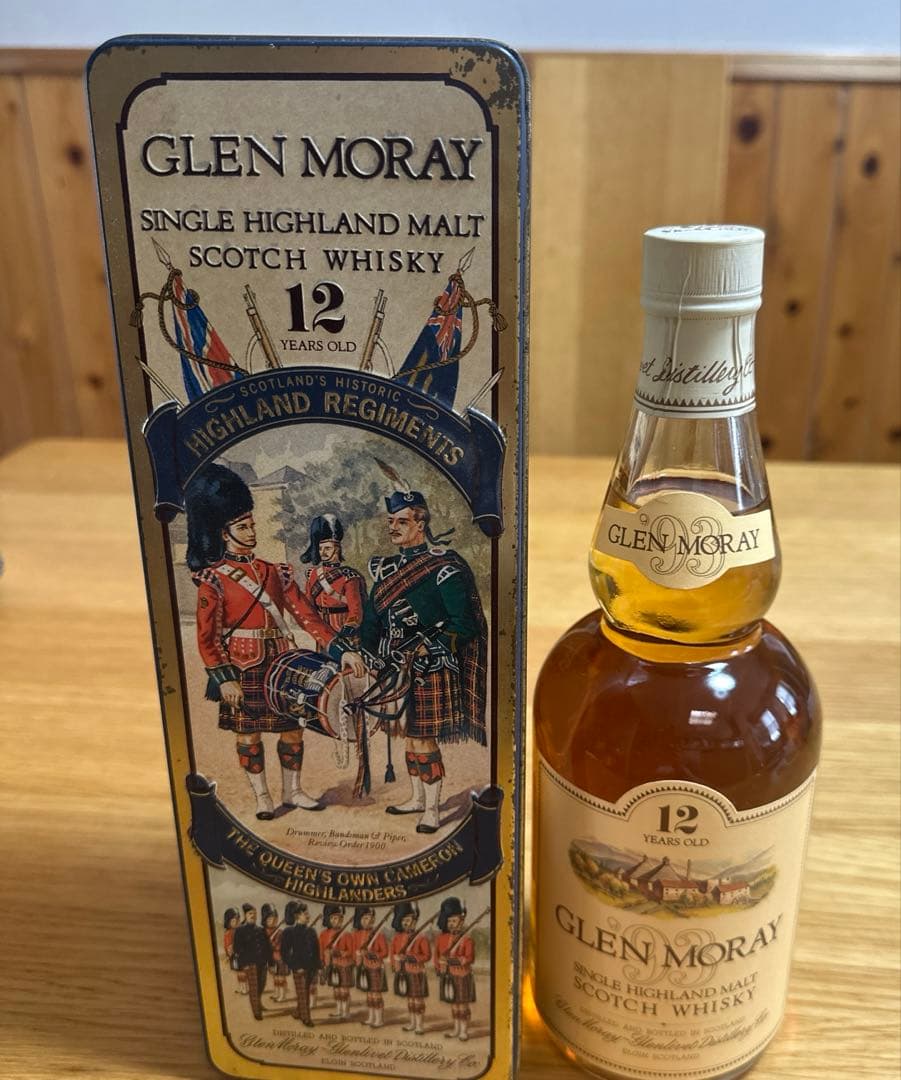 GLEN MORAY
SINGLE HIGHLAND MALT
SCOTCH WHISKY
12
YEARS OLD
SCOTLAND'S HISTORIC
HIGHLAND REGIMENTS
Drummer, Bandsman & Piper,
Review Order 1900
THE QUEEN'S OWN CAMERON
HIGHLANDERS
DISTILLED AND BOTTLED IN SCOTLAND
Glen Moray-Glenlivet Distillery Co.
ELGIN SCOTLAND
Distillery Co
GLEN MORAY
'93
12
YEARS OLD
GLEN MORAY
'93
SINGLE HIGHLAND MALT
SCOTCH WHISKY
DISTILLED AND BOTTLED IN SCOTLAND
Glen Moray-Glenlivet Distillery Co.
ELGIN SCOTLAND